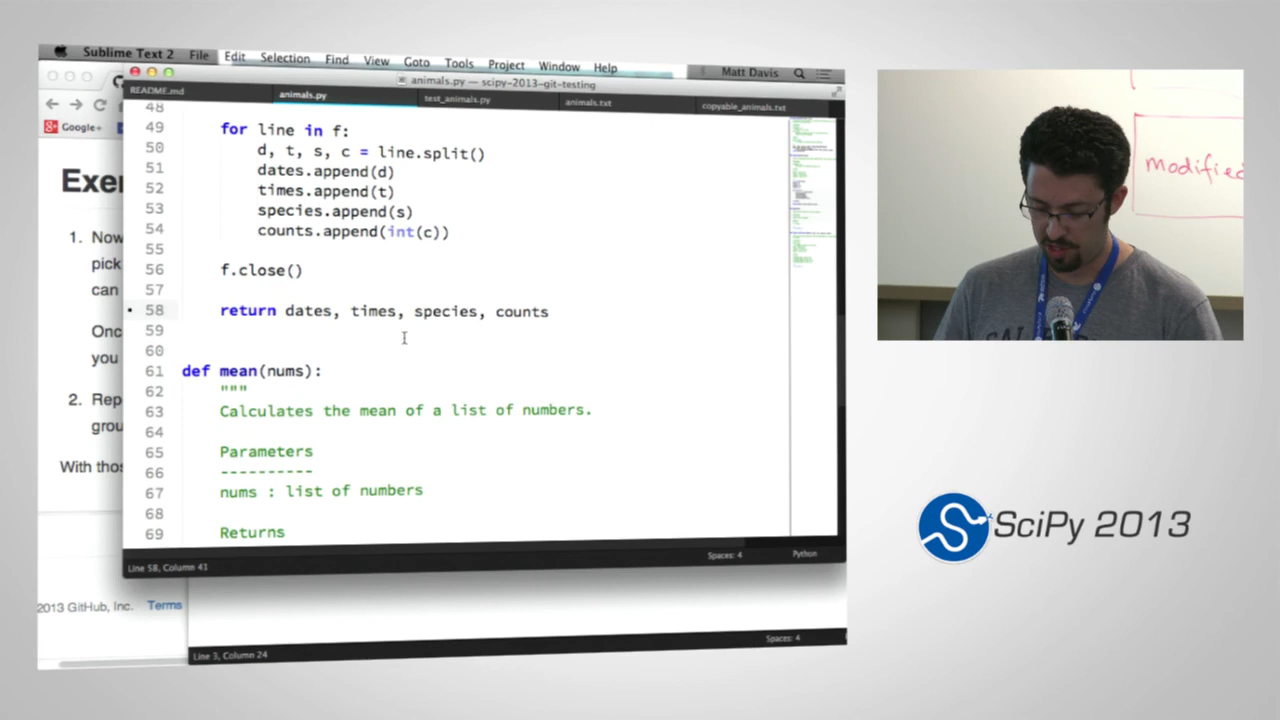 Sublime Text 2 File Edit Selection Find View Goto Tools Project Window Help Matt Davis
animals.py — scipy-2013-git-testing
README.md animals.py test_animals.py animals.txt copyable_animals.txt
Google+
Exer
1. Now
pick
can
Onc
you
2. Rep
grou
With thos
2013 GitHub, Inc. Terms
48
49 for line in f:
50 d, t, s, c = line.split()
51 dates.append(d)
52 times.append(t)
53 species.append(s)
54 counts.append(int(c))
55
56 f.close()
57
58 return dates, times, species, counts
59
60
61 def mean(nums):
62 """
63 Calculates the mean of a list of numbers.
64
65 Parameters
66 ----------
67 nums : list of numbers
68
69 Returns
Line 58, Column 41 Spaces: 4 Python
Line 3, Column 24 Spaces: 4
modified
SciPy 2013